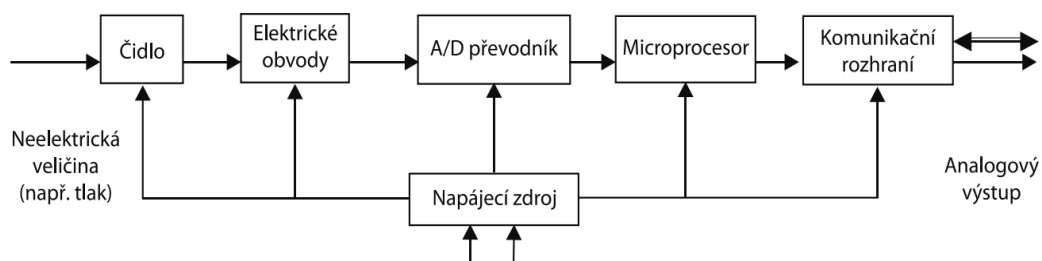 Čidlo
Elektrické
obvody
A/D převodník
Microprocesor
Komunikační
rozhraní
Neelektrická
veličina
(např. tlak)
Napájecí zdroj
Analogový
výstup